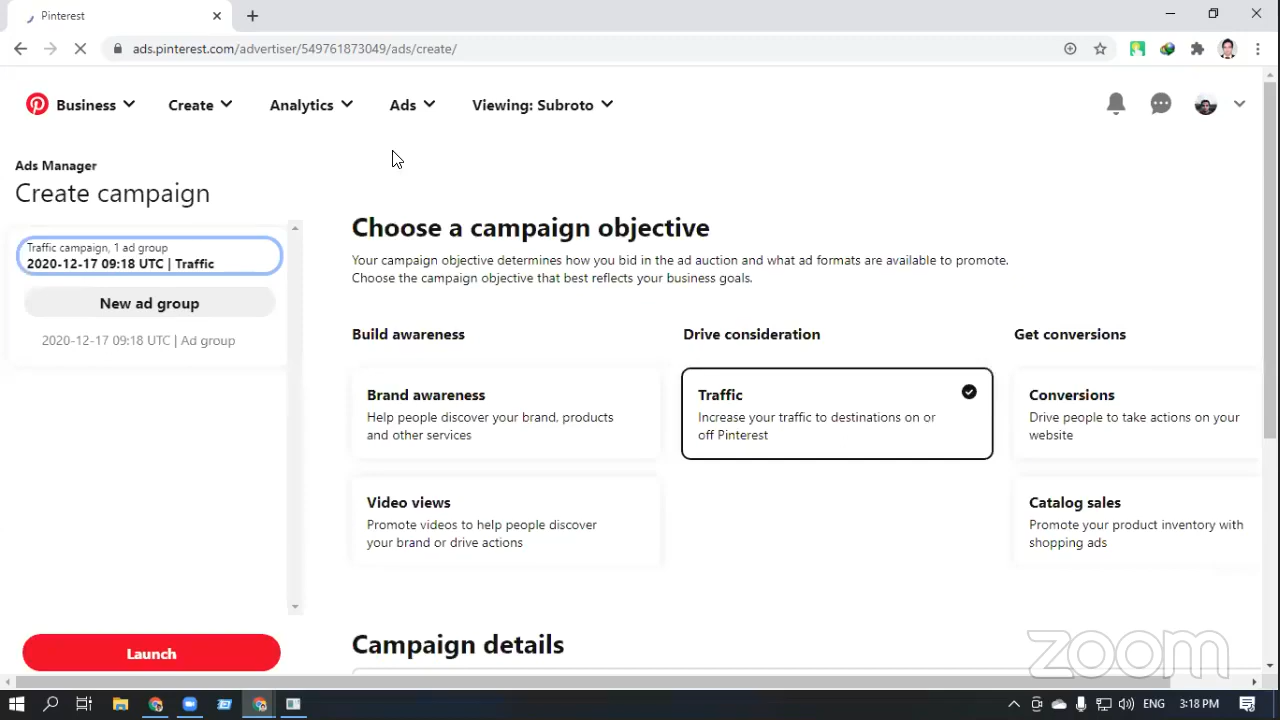 Pinterest
ads.pinterest.com/advertiser/549761873049/ads/create/
Business
Create
Analytics
Ads
Viewing: Subroto
Ads Manager
Create campaign
Traffic campaign, 1 ad group
2020-12-17 09:18 UTC | Traffic
New ad group
2020-12-17 09:18 UTC | Ad group
Launch
Choose a campaign objective
Your campaign objective determines how you bid in the ad auction and what ad formats are available to promote.
Choose the campaign objective that best reflects your business goals.
Build awareness
Brand awareness
Help people discover your brand, products
and other services
Video views
Promote videos to help people discover
your brand or drive actions
Drive consideration
Traffic
Increase your traffic to destinations on or
off Pinterest
Get conversions
Conversions
Drive people to take actions on your
website
Catalog sales
Promote your product inventory with
shopping ads
Campaign details
zoom
ENG
3:18 PM